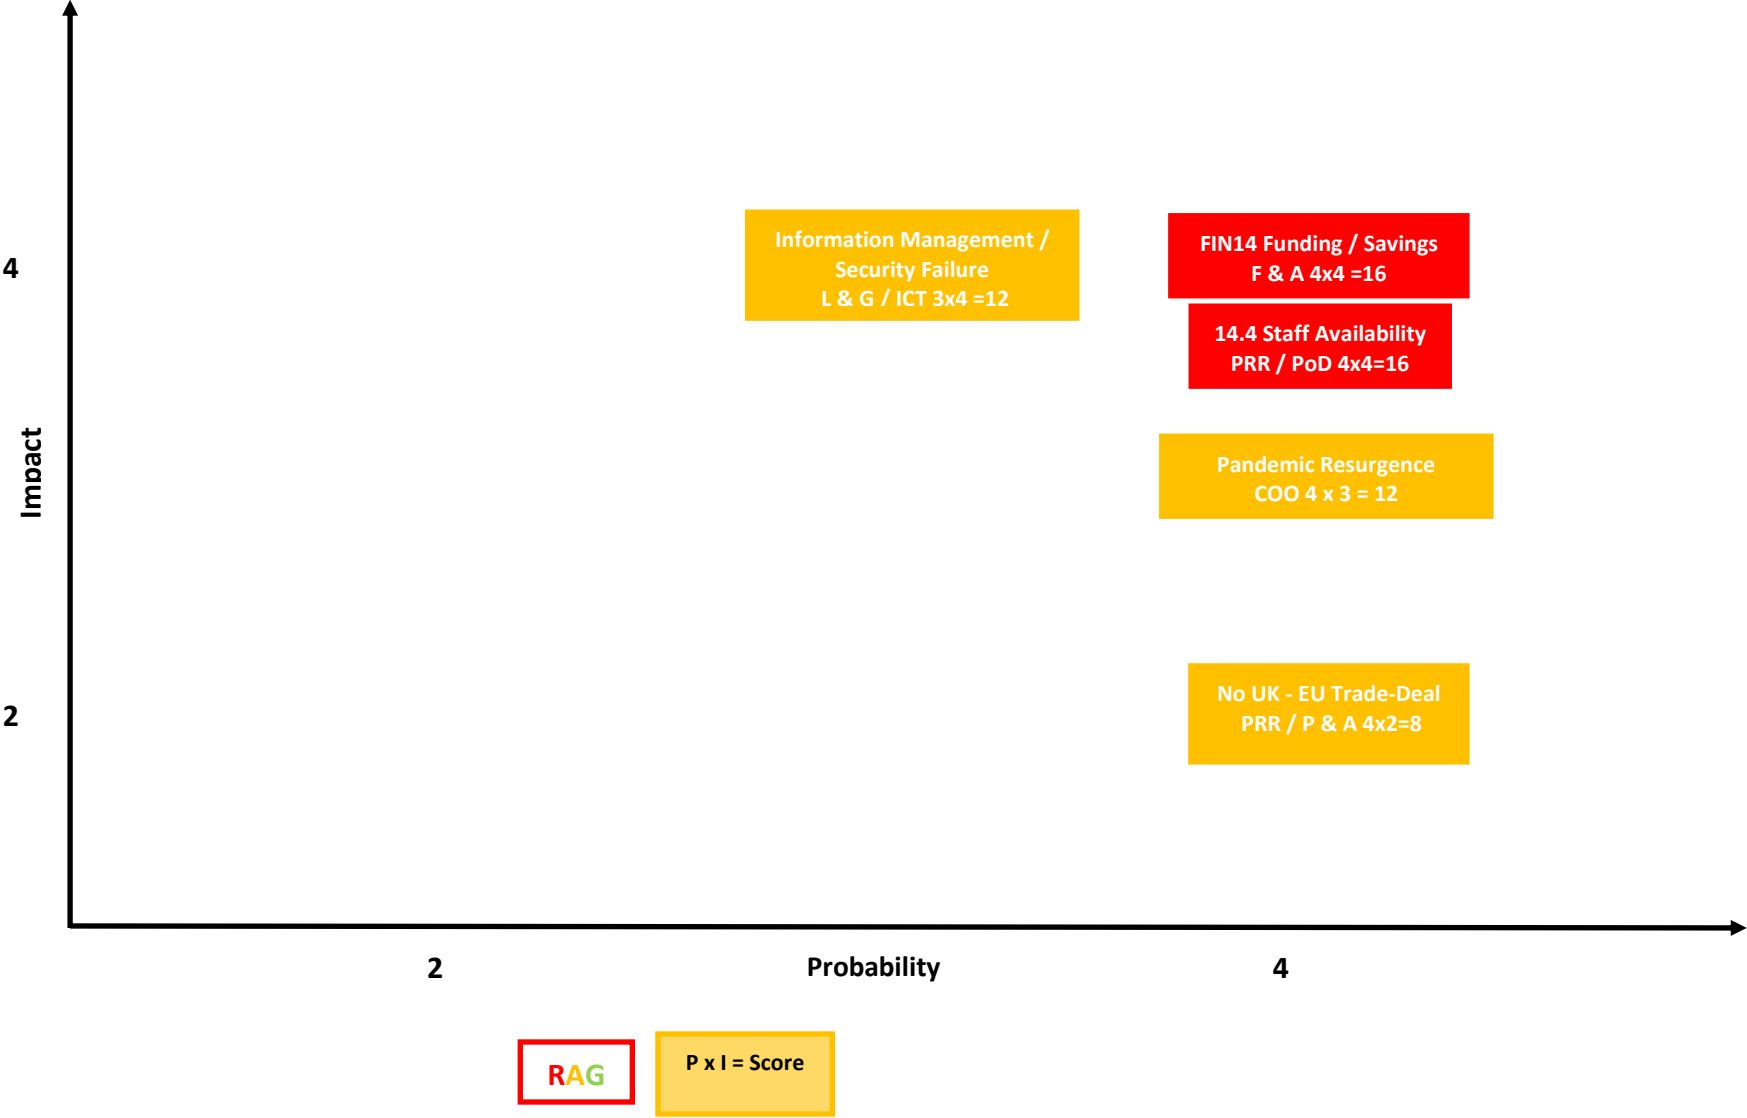 Information Management /
Security Failure
L & G / ICT 3x4 =12
FIN14 Funding / Savings
F & A 4x4 =16
4
14.4 Staff Availability
PRR / PoD 4x4=16
Impact
Pandemic Resurgence
COO 4 x 3 = 12
No UK - EU Trade-Deal
PRR / P & A 4x2=8
2
2
Probability
4
RAG
P x I = Score